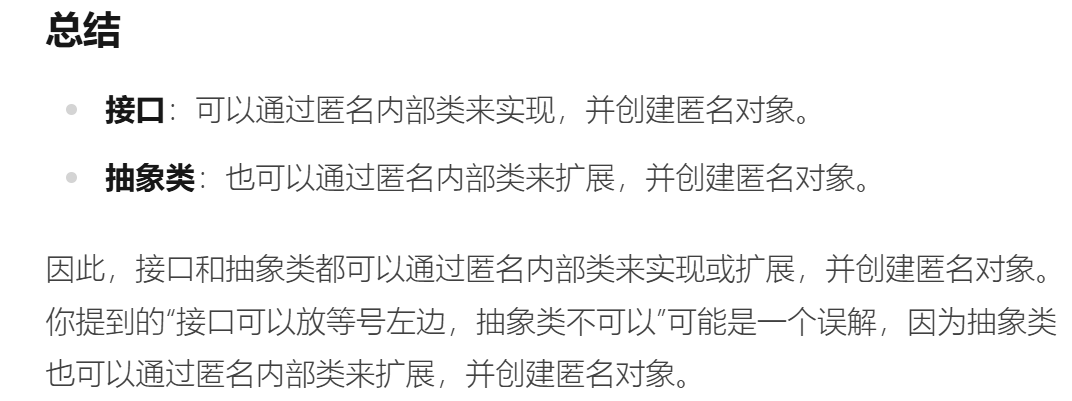 总结
接口：可以通过匿名内部类来实现，并创建匿名对象。
抽象类：也可以通过匿名内部类来扩展，并创建匿名对象。
因此，接口和抽象类都可以通过匿名内部类来实现或扩展，并创建匿名对象。
你提到的“接口可以放等号左边，抽象类不可以”可能是一个误解，因为抽象类
也可以通过匿名内部类来扩展，并创建匿名对象。